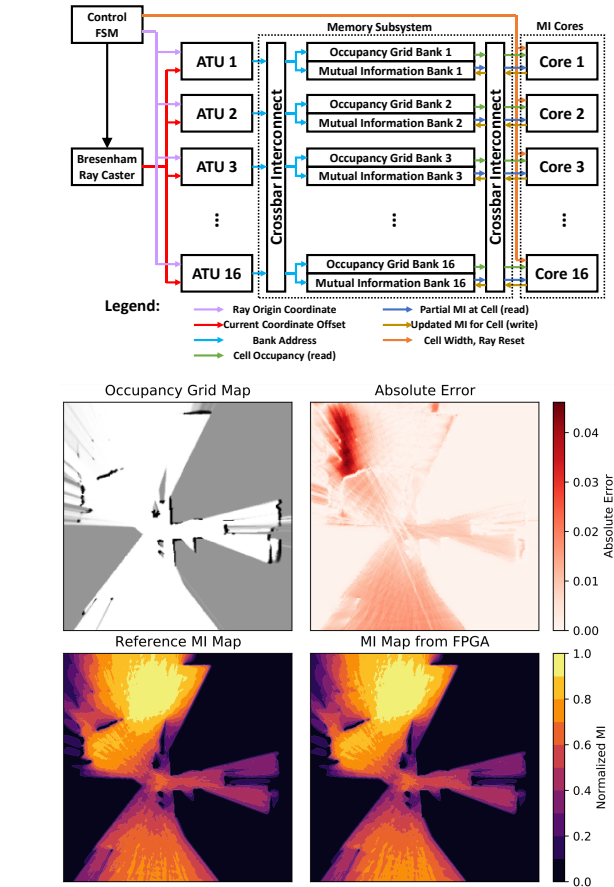 Control
FSM
Memory Subsystem
MI Cores
ATU 1
Occupancy Grid Bank 1
Mutual Information Bank 1
Core 1
ATU 2
Occupancy Grid Bank 2
Mutual Information Bank 2
Core 2
Bresenham
Ray Caster
ATU 3
Occupancy Grid Bank 3
Mutual Information Bank 3
Core 3
Crossbar Interconnect
Crossbar Interconnect
...
...
...
ATU 16
Occupancy Grid Bank 16
Mutual Information Bank 16
Core 16
Legend:
Ray Origin Coordinate
Partial MI at Cell (read)
Current Coordinate Offset
Updated MI for Cell (write)
Bank Address
Cell Width, Ray Reset
Cell Occupancy (read)
Occupancy Grid Map
Absolute Error
0.04
0.03
0.02
0.01
0.00
Absolute Error
Reference MI Map
MI Map from FPGA
1.0
0.8
0.6
0.4
0.2
0.0
Normalized MI